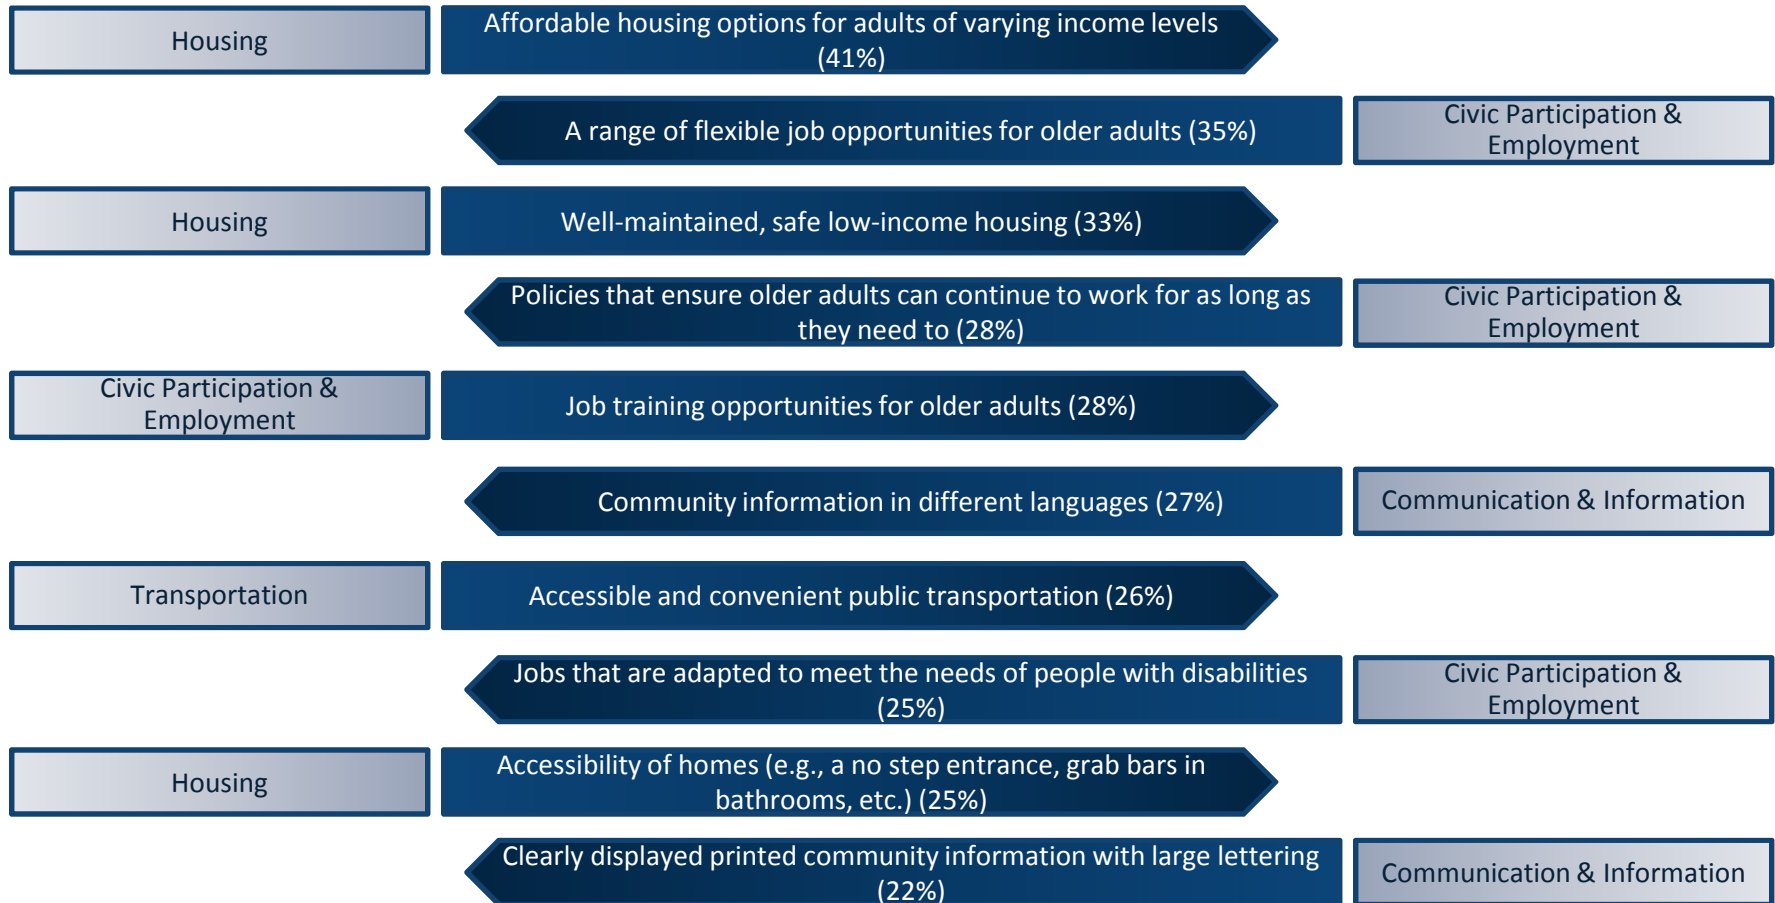 Housing
Affordable housing options for adults of varying income levels
(41%)
A range of flexible job opportunities for older adults (35%)
Civic Participation &
Employment
Housing
Well-maintained, safe low-income housing (33%)
Policies that ensure older adults can continue to work for as long as
they need to (28%)
Civic Participation &
Employment
Civic Participation &
Employment
Job training opportunities for older adults (28%)
Community information in different languages (27%)
Communication & Information
Transportation
Accessible and convenient public transportation (26%)
Jobs that are adapted to meet the needs of people with disabilities
(25%)
Civic Participation &
Employment
Housing
Accessibility of homes (e.g., a no step entrance, grab bars in
bathrooms, etc.) (25%)
Clearly displayed printed community information with large lettering
(22%)
Communication & Information